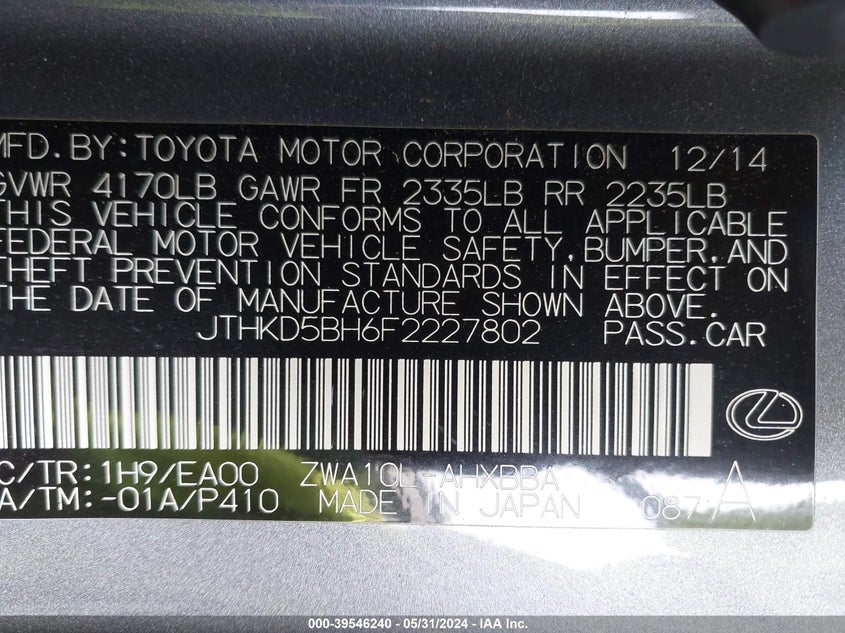 MFD. BY: TOYOTA MOTOR CORPORATION 12/14
GVWR 4170LB GAWR FR 2335LB RR 2235LB
THIS VEHICLE CONFORMS TO ALL APPLICABLE
FEDERAL MOTOR VEHICLE SAFETY, BUMPER, AND
THEFT PREVENTION STANDARDS IN EFFECT ON
THE DATE OF MANUFACTURE SHOWN ABOVE.
JTHKD5BH6F2227802 PASS. CAR
C/TR: 1H9/EA00 ZWA10L-AHXBBA
A/TM: -01A/P410 MADE IN JAPAN 087 A
000-39546240 - 05/31/2024 - IAA Inc.